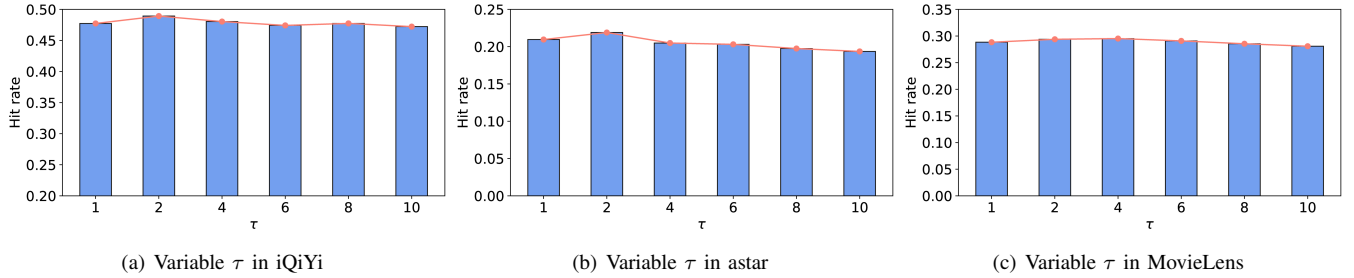 0.50
0.45
0.40
0.35
0.30
0.25
0.20
Hit rate
1 2 4 6 8 10
τ
(a) Variable τ in iQiYi
0.25
0.20
0.15
0.10
0.05
0.00
Hit rate
1 2 4 6 8 10
τ
(b) Variable τ in astar
0.35
0.30
0.25
0.20
0.15
0.10
0.05
0.00
Hit rate
1 2 4 6 8 10
τ
(c) Variable τ in MovieLens